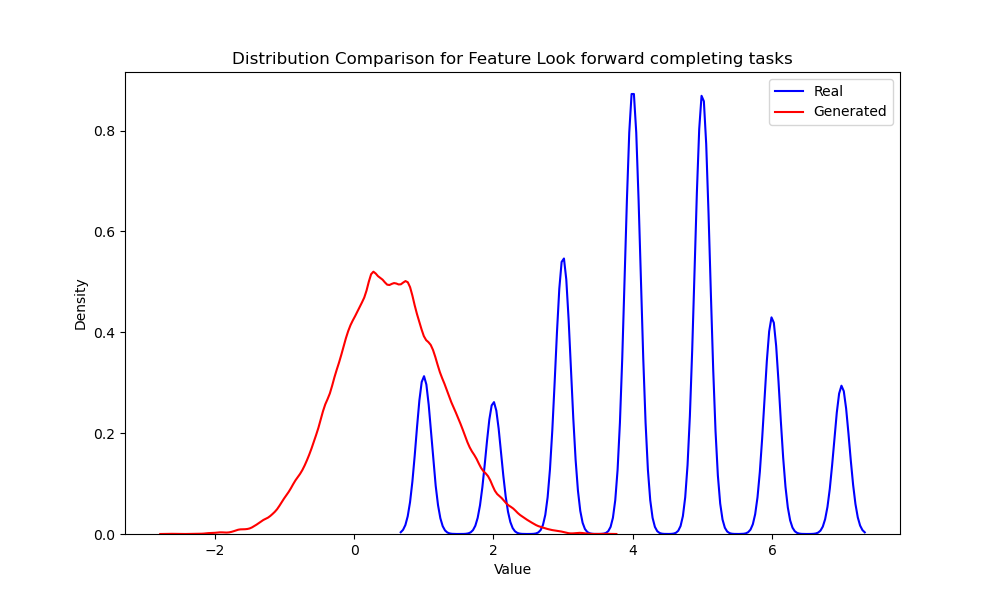 Distribution Comparison for Feature Look forward completing tasks
Real
Generated
0.8
0.6
0.4
0.2
0.0
Density
−2
0
2
4
6
Value